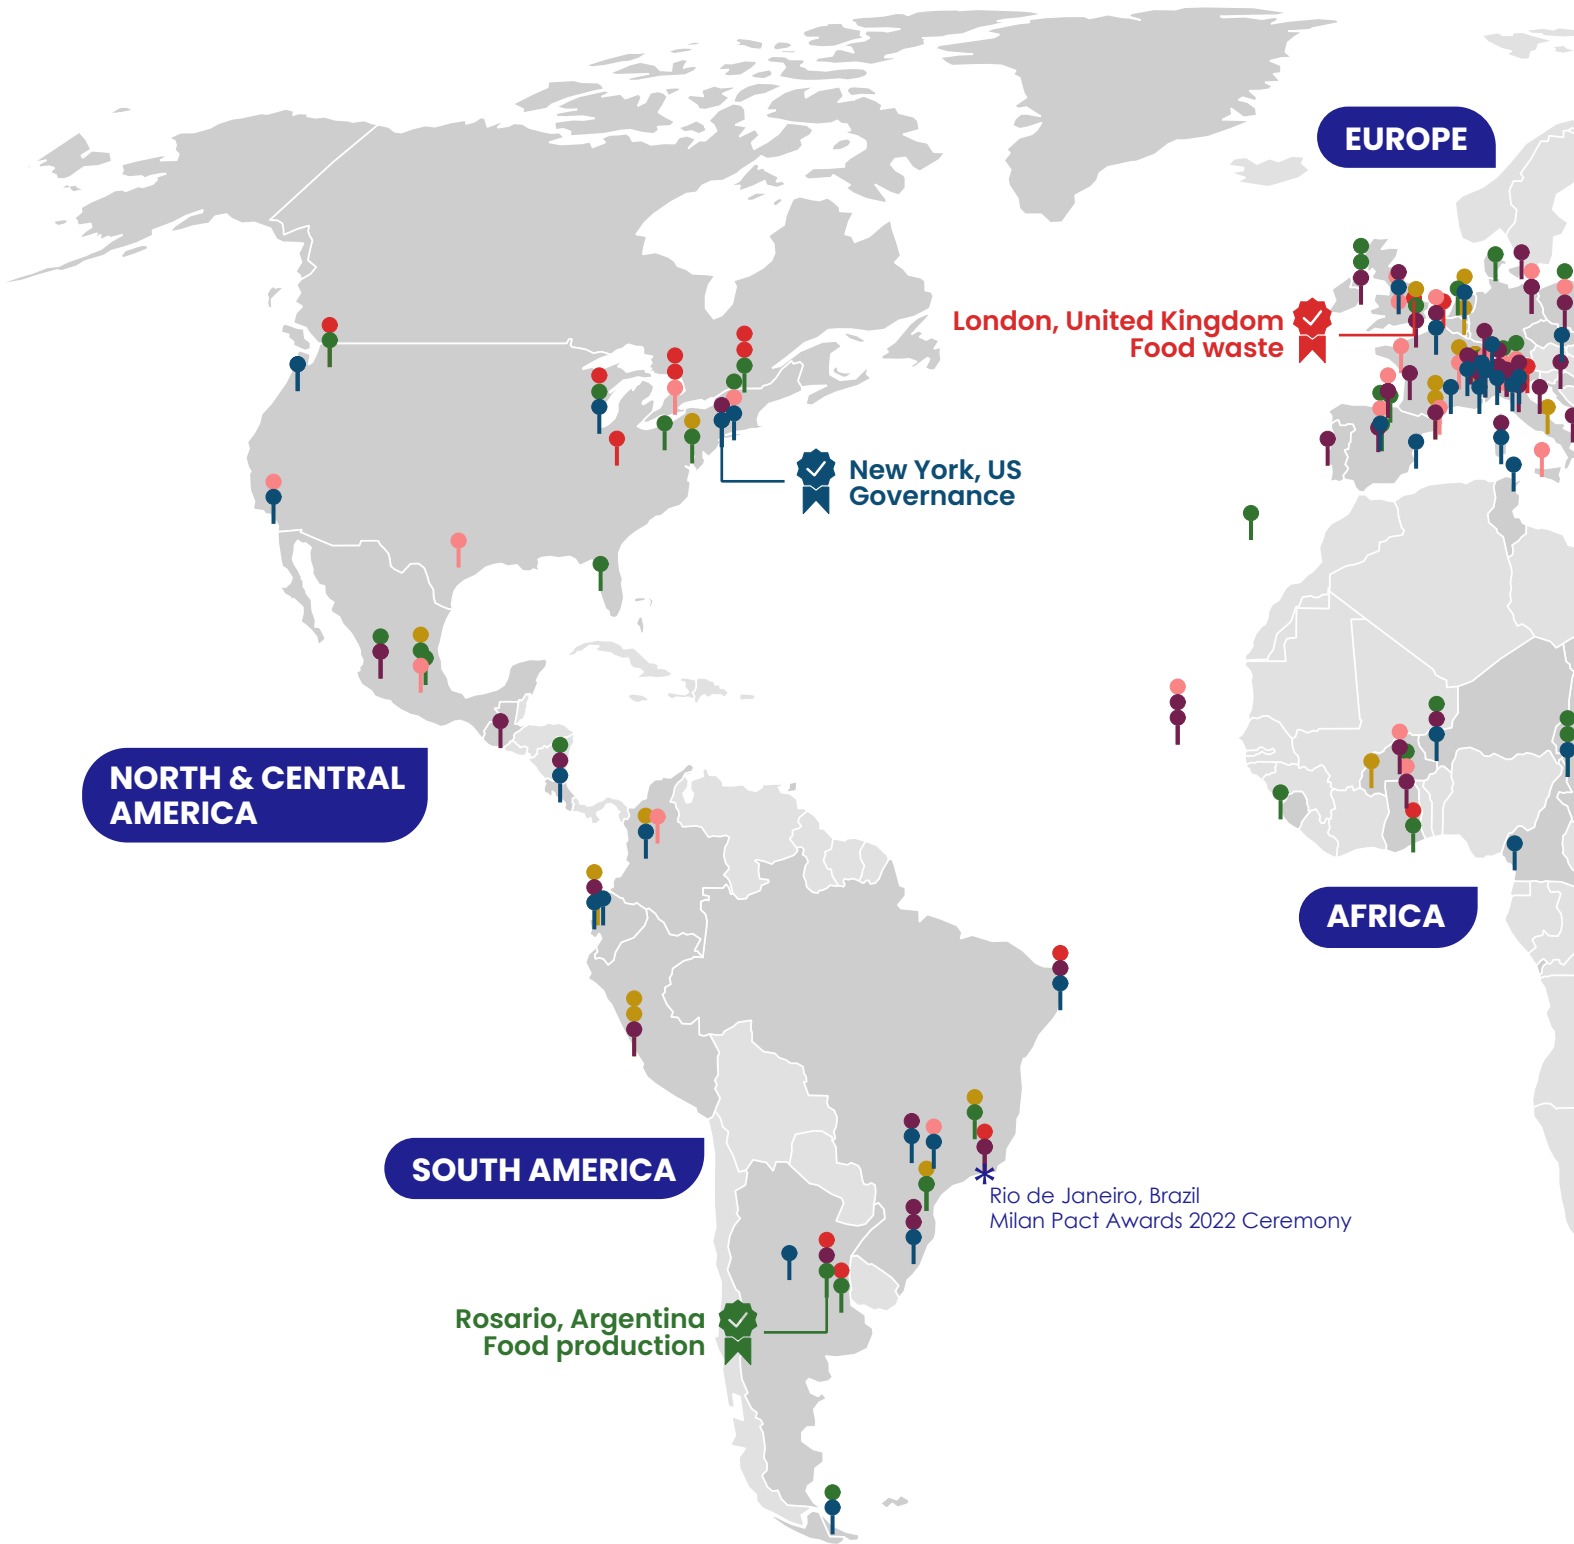 EUROPE
London, United Kingdom
Food waste
New York, US
Governance
NORTH & CENTRAL
AMERICA
AFRICA
SOUTH AMERICA
*
Rio de Janeiro, Brazil
Milan Pact Awards 2022 Ceremony
Rosario, Argentina
Food production